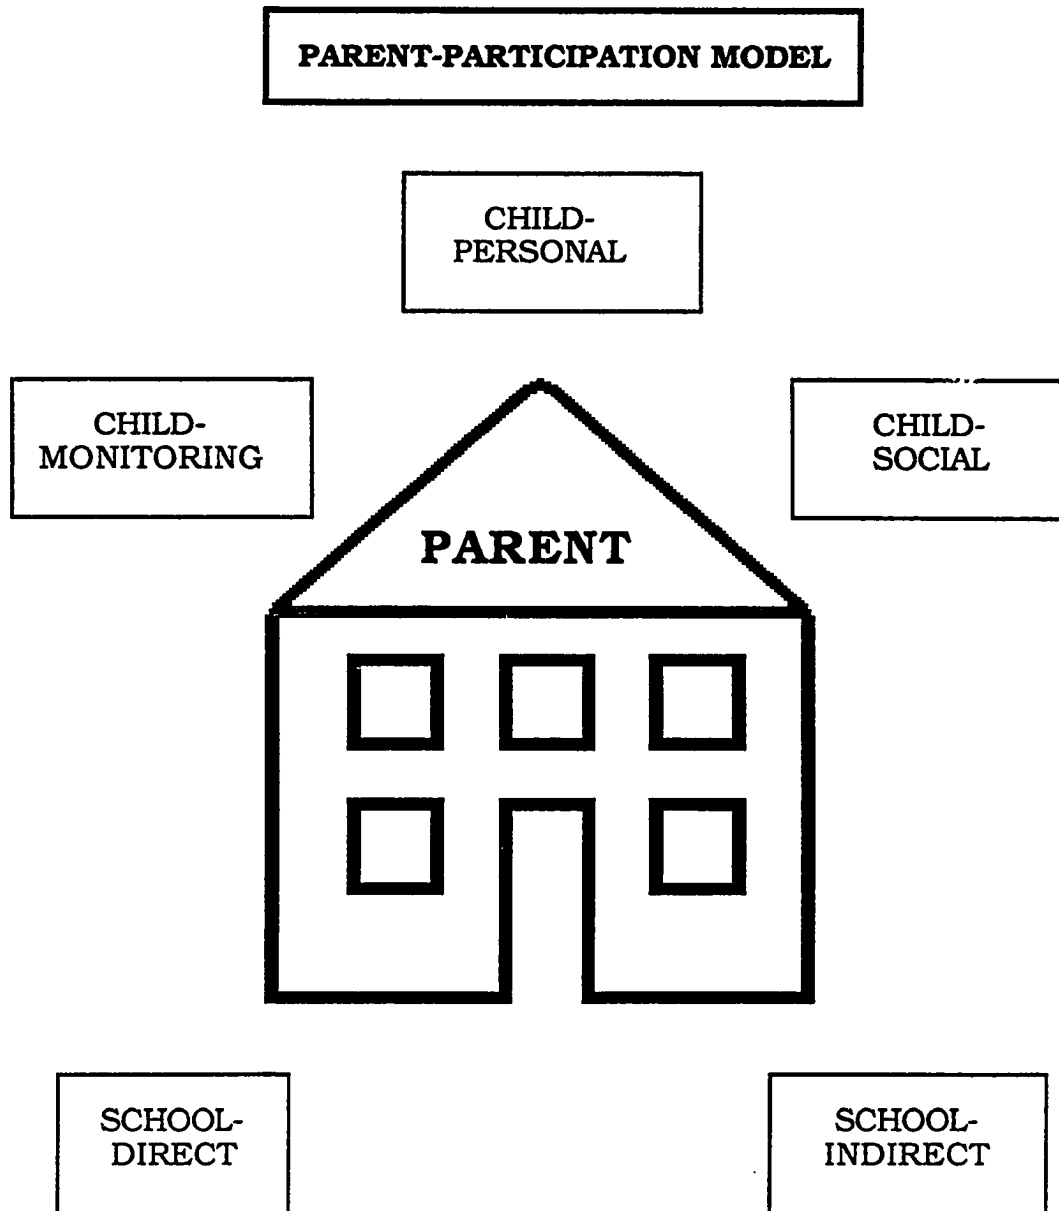 PARENT-PARTICIPATION MODEL
CHILD-
PERSONAL
CHILD-
MONITORING
CHILD-
SOCIAL
PARENT
SCHOOL-
DIRECT
SCHOOL-
INDIRECT